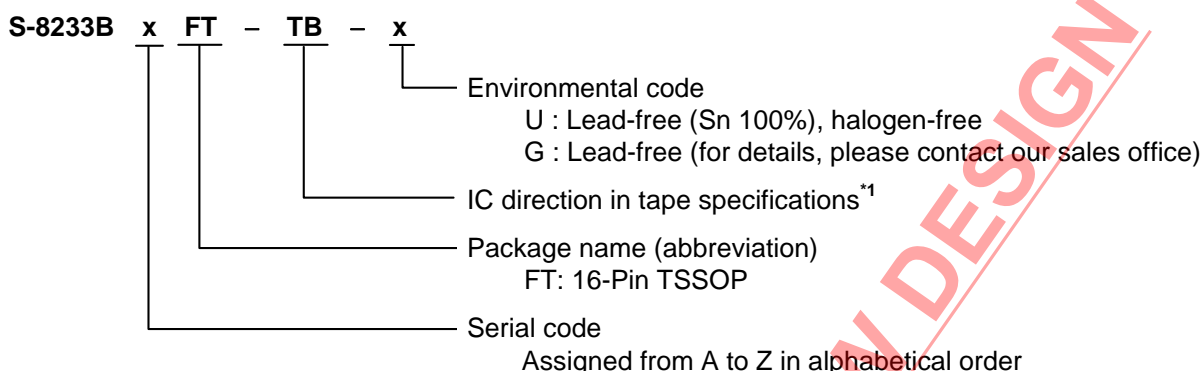 S-8233B x FT – TB – x
Environmental code
U : Lead-free (Sn 100%), halogen-free
G : Lead-free (for details, please contact our sales office)
IC direction in tape specifications*1
Package name (abbreviation)
FT: 16-Pin TSSOP
Serial code
Assigned from A to Z in alphabetical order
DESIGN